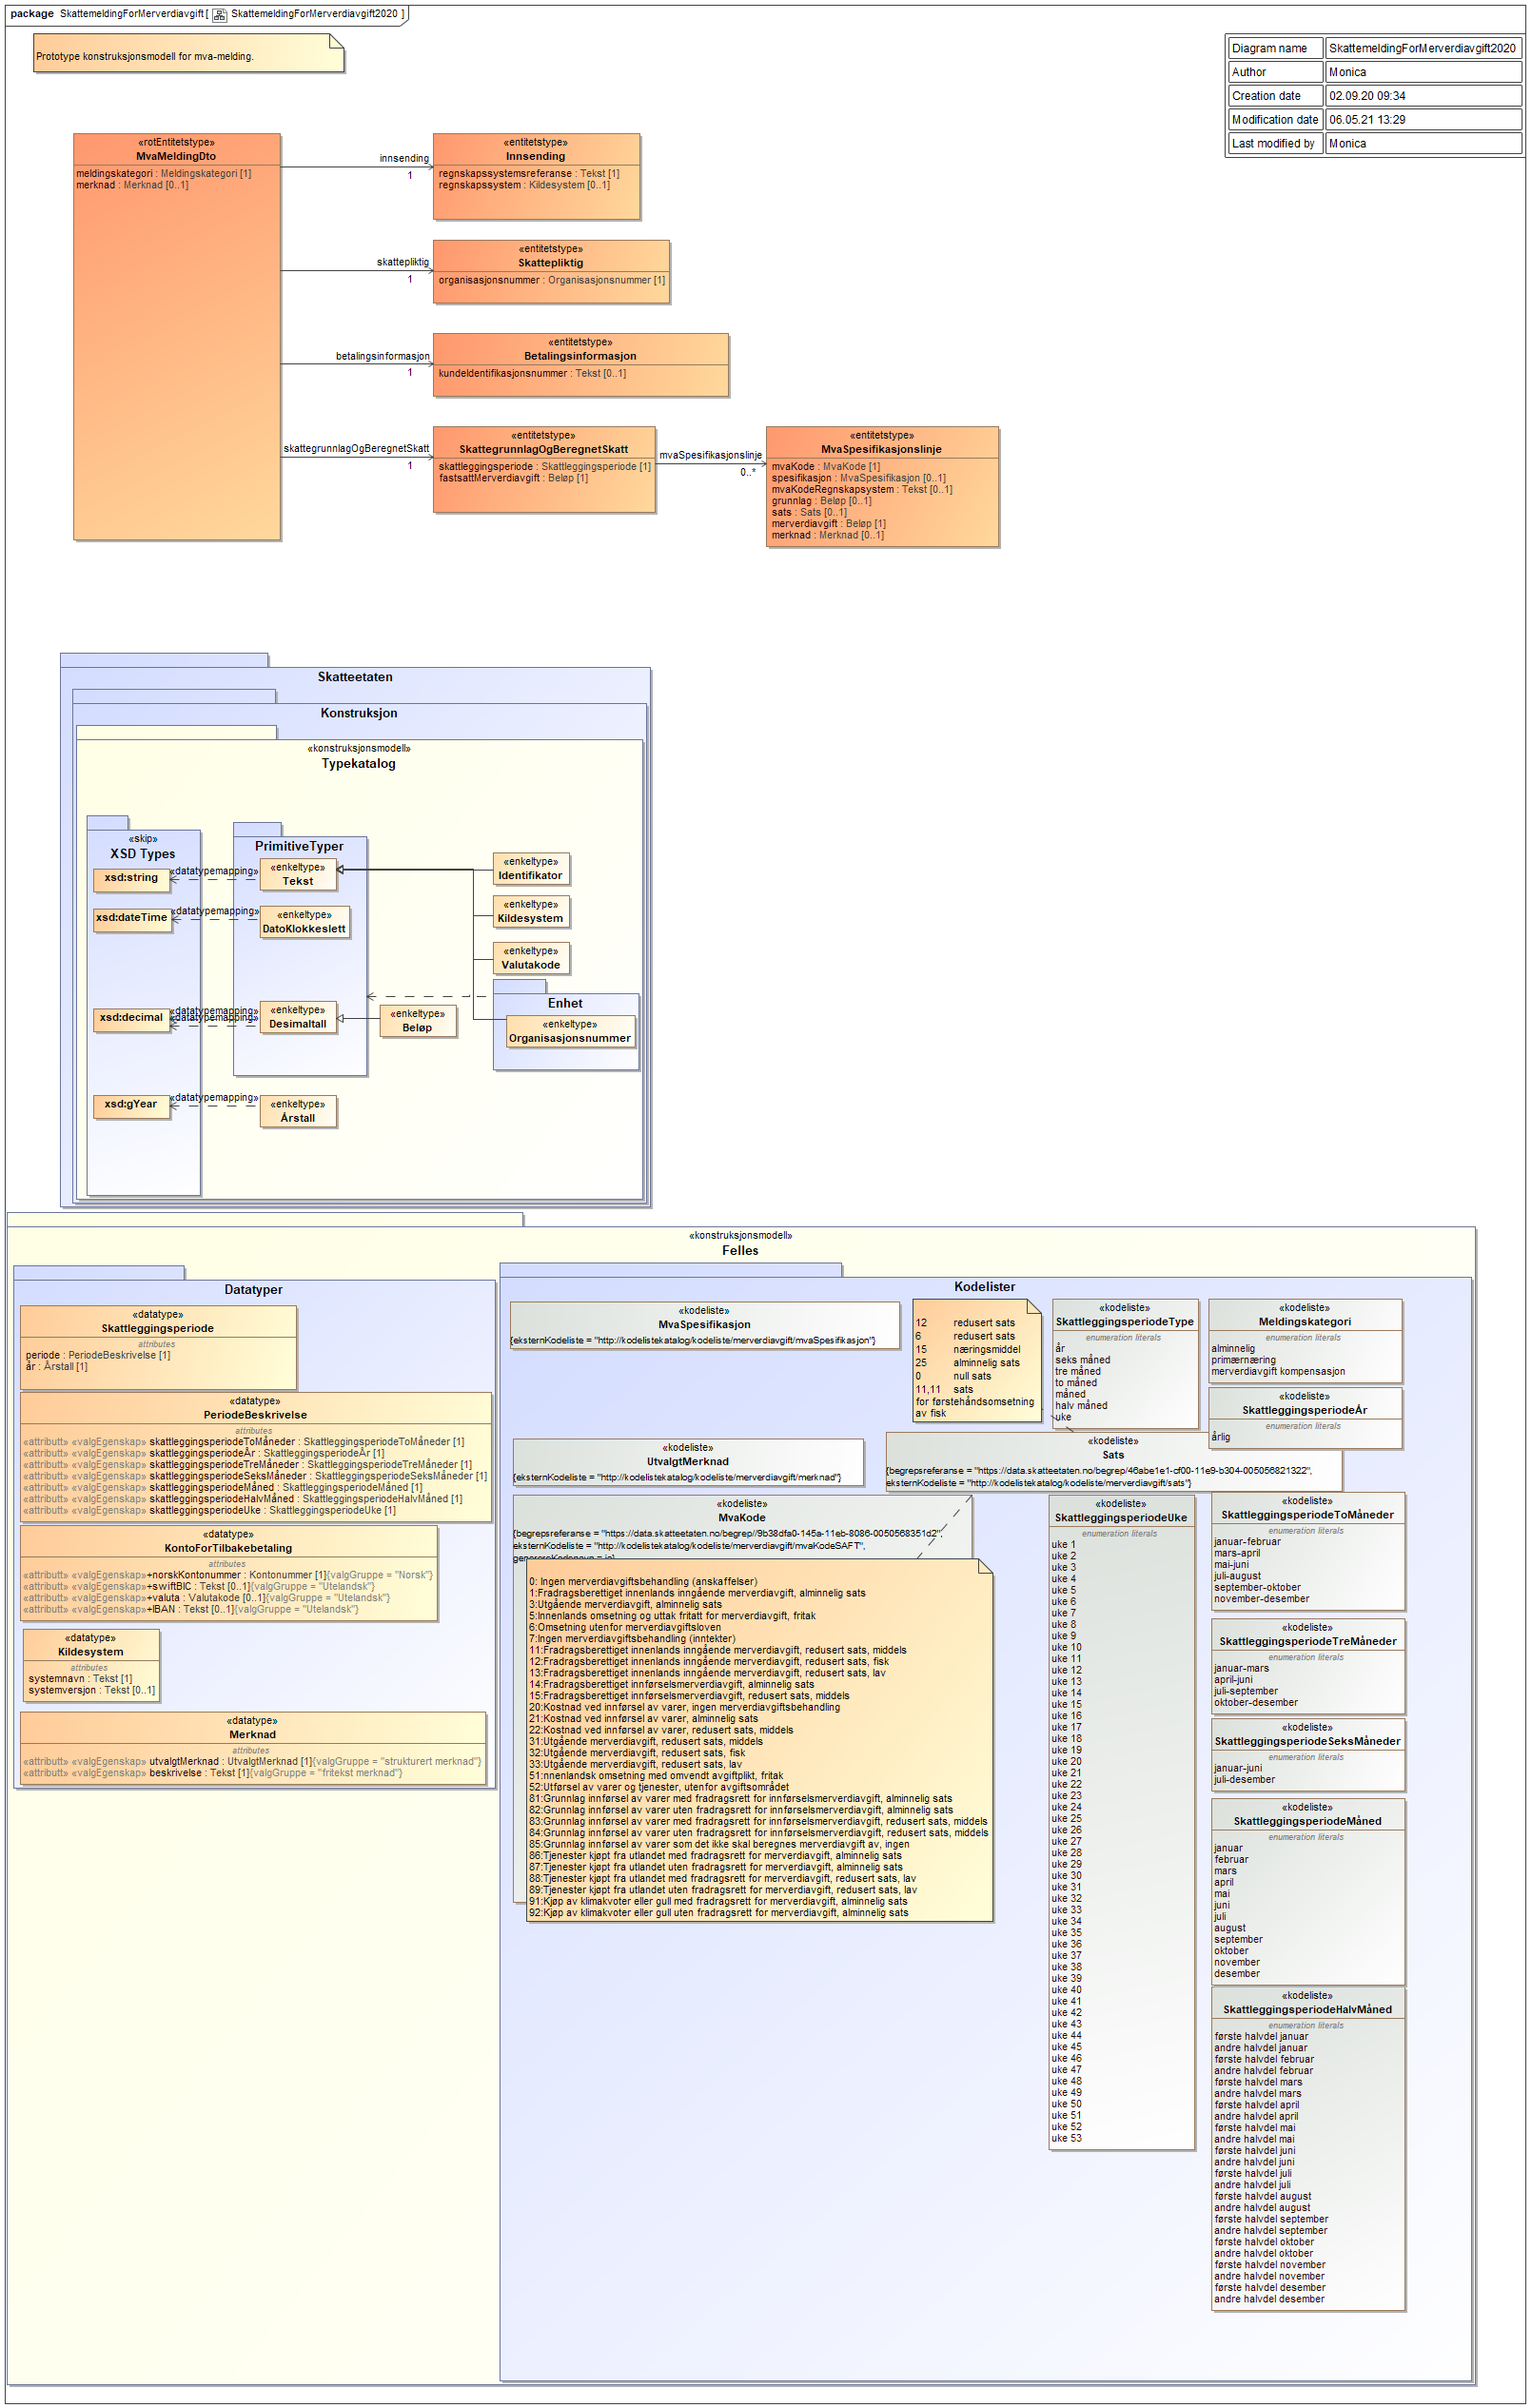 package SkattemeldingForMerverdiavgift [ SkattemeldingForMerverdiavgift2020 ]
Prototype konstruksjonsmodell for mva-melding.
Diagram name SkattemeldingForMerverdiavgift2020
Author Monica
Creation date 02.09.20 09:34
Modification date 06.05.21 13:29
Last modified by Monica
«rotEntitetstype»
MvaMeldingDto
meldingskategori : Meldingskategori [1]
merknad : Merknad [0..1]
innsending
1
«entitetstype»
Innsending
regnskapssystemsreferanse : Tekst [1]
regnskapssystem : Kildesystem [0..1]
skattepliktig
1
«entitetstype»
Skattepliktig
organisasjonsnummer : Organisasjonsnummer [1]
betalingsinformasjon
1
«entitetstype»
Betalingsinformasjon
kundeIdentifikasjonsnummer : Tekst [0..1]
skattegrunnlagOgBeregnetSkatt
1
«entitetstype»
SkattegrunnlagOgBeregnetSkatt
skattleggingsperiode : Skattleggingsperiode [1]
fastsattMerverdiavgift : Beløp [1]
mvaSpesifikasjonslinje
0..*
«entitetstype»
MvaSpesifikasjonslinje
mvaKode : MvaKode [1]
spesifikasjon : MvaSpesifikasjon [0..1]
mvaKodeRegnskapsystem : Tekst [0..1]
grunnlag : Beløp [0..1]
sats : Sats [0..1]
merverdiavgift : Beløp [1]
merknad : Merknad [0..1]
Skatteetaten
Konstruksjon
«konstruksjonsmodell»
Typekatalog
«skip»
XSD Types
xsd:string
xsd:dateTime
xsd:decimal
xsd:gYear
«datatypemapping»
«datatypemapping»
«datatypemapping»
«datatypemapping»
«datatypemapping»
PrimitiveTyper
«enkeltype»
Tekst
«enkeltype»
DatoKlokkeslett
«enkeltype»
Desimaltall
«enkeltype»
Årstall
«enkeltype»
Beløp
«enkeltype»
Identifikator
«enkeltype»
Kildesystem
«enkeltype»
Valutakode
Enhet
«enkeltype»
Organisasjonsnummer
«konstruksjonsmodell»
Felles
Datatyper
«datatype»
Skattleggingsperiode
attributes
periode : PeriodeBeskrivelse [1]
år : Årstall [1]
«datatype»
PeriodeBeskrivelse
attributes
«attributt» «valgEgenskap» skattleggingsperiodeToMåneder : SkattleggingsperiodeToMåneder [1]
«attributt» «valgEgenskap» skattleggingsperiodeÅr : SkattleggingsperiodeÅr [1]
«attributt» «valgEgenskap» skattleggingsperiodeTreMåneder : SkattleggingsperiodeTreMåneder [1]
«attributt» «valgEgenskap» skattleggingsperiodeSeksMåneder : SkattleggingsperiodeSeksMåneder [1]
«attributt» «valgEgenskap» skattleggingsperiodeMåned : SkattleggingsperiodeMåned [1]
«attributt» «valgEgenskap» skattleggingsperiodeHalvMåned : SkattleggingsperiodeHalvMåned [1]
«attributt» «valgEgenskap» skattleggingsperiodeUke : SkattleggingsperiodeUke [1]
«datatype»
KontoForTilbakebetaling
attributes
«attributt» «valgEgenskap»+norskKontonummer : Kontonummer [1]{valgGruppe = "Norsk"}
«attributt» «valgEgenskap»+swiftBIC : Tekst [0..1]{valgGruppe = "Utelandsk"}
«attributt» «valgEgenskap»+valuta : Valutakode [0..1]{valgGruppe = "Utelandsk"}
«attributt» «valgEgenskap»+IBAN : Tekst [0..1]{valgGruppe = "Utelandsk"}
«datatype»
Kildesystem
attributes
systemnavn : Tekst [1]
systemversjon : Tekst [0..1]
«datatype»
Merknad
attributes
«attributt» «valgEgenskap» utvalgtMerknad : UtvalgtMerknad [1]{valgGruppe = "strukturert merknad"}
«attributt» «valgEgenskap» beskrivelse : Tekst [1]{valgGruppe = "fritekst merknad"}
Kodelister
«kodeliste»
MvaSpesifikasjon
{eksternKodeliste = "http://kodelistekatalog/kodeliste/merverdiavgift/mvaSpesifikasjon"}
12 redusert sats
6 redusert sats
15 næringsmiddel
25 alminnelig sats
0 null sats
11,11 sats
for førstehåndsomsetning
av fisk
«kodeliste»
SkattleggingsperiodeType
enumeration literals
år
seks måned
tre måned
to måned
måned
halv måned
uke
«kodeliste»
Meldingskategori
enumeration literals
alminnelig
primærnæring
merverdiavgift kompensasjon
«kodeliste»
SkattleggingsperiodeÅr
enumeration literals
årlig
«kodeliste»
UtvalgtMerknad
{eksternKodeliste = "http://kodelistekatalog/kodeliste/merverdiavgift/merknad"}
«kodeliste»
Sats
{begrepsreferanse = "https://data.skatteetaten.no/begrep/46abe1e1-cf00-11e9-b304-005056821322",
eksternKodeliste = "http://kodelistekatalog/kodeliste/merverdiavgift/sats"}
«kodeliste»
MvaKode
{begrepsreferanse = "https://data.skatteetaten.no/begrep//9b38dfa0-145a-11eb-8086-0050568351d2",
eksternKodeliste = "http://kodelistekatalog/kodeliste/merverdiavgift/mvaKodeSAFT",
genererеKodenavn = ja}
0: Ingen merverdiavgiftsbehandling (anskaffelser)
1:Fradragsberettiget innenlands inngående merverdiavgift, alminnelig sats
3:Utgående merverdiavgift, alminnelig sats
5:Innenlands omsetning og uttak fritatt for merverdiavgift, fritak
6:Omsetning utenfor merverdiavgiftsloven
7:Ingen merverdiavgiftsbehandling (inntekter)
11:Fradragsberettiget innenlands inngående merverdiavgift, redusert sats, middels
12:Fradragsberettiget innenlands inngående merverdiavgift, redusert sats, fisk
13:Fradragsberettiget innenlands inngående merverdiavgift, redusert sats, lav
14:Fradragsberettiget innførselsmerverdiavgift, alminnelig sats
15:Fradragsberettiget innførselsmerverdiavgift, redusert sats, middels
20:Kostnad ved innførsel av varer, ingen merverdiavgiftsbehandling
21:Kostnad ved innførsel av varer, alminnelig sats
22:Kostnad ved innførsel av varer, redusert sats, middels
31:Utgående merverdiavgift, redusert sats, middels
32:Utgående merverdiavgift, redusert sats, fisk
33:Utgående merverdiavgift, redusert sats, lav
51:nnenlandsk omsetning med omvendt avgiftplikt, fritak
52:Utførsel av varer og tjenester, utenfor avgiftsområdet
81:Grunnlag innførsel av varer med fradragsrett for innførselsmerverdiavgift, alminnelig sats
82:Grunnlag innførsel av varer uten fradragsrett for innførselsmerverdiavgift, alminnelig sats
83:Grunnlag innførsel av varer med fradragsrett for innførselsmerverdiavgift, redusert sats, middels
84:Grunnlag innførsel av varer uten fradragsrett for innførselsmerverdiavgift, redusert sats, middels
85:Grunnlag innførsel av varer som det ikke skal beregnes merverdiavgift av, ingen
86:Tjenester kjøpt fra utlandet med fradragsrett for merverdiavgift, alminnelig sats
87:Tjenester kjøpt fra utlandet uten fradragsrett for merverdiavgift, alminnelig sats
88:Tjenester kjøpt fra utlandet med fradragsrett for merverdiavgift, redusert sats, lav
89:Tjenester kjøpt fra utlandet uten fradragsrett for merverdiavgift, redusert sats, lav
91:Kjøp av klimakvoter eller gull med fradragsrett for merverdiavgift, alminnelig sats
92:Kjøp av klimakvoter eller gull uten fradragsrett for merverdiavgift, alminnelig sats
«kodeliste»
SkattleggingsperiodeUke
enumeration literals
uke 1
uke 2
uke 3
uke 4
uke 5
uke 6
uke 7
uke 8
uke 9
uke 10
uke 11
uke 12
uke 13
uke 14
uke 15
uke 16
uke 17
uke 18
uke 19
uke 20
uke 21
uke 22
uke 23
uke 24
uke 25
uke 26
uke 27
uke 28
uke 29
uke 30
uke 31
uke 32
uke 33
uke 34
uke 35
uke 36
uke 37
uke 38
uke 39
uke 40
uke 41
uke 42
uke 43
uke 44
uke 45
uke 46
uke 47
uke 48
uke 49
uke 50
uke 51
uke 52
uke 53
«kodeliste»
SkattleggingsperiodeToMåneder
enumeration literals
januar-februar
mars-april
mai-juni
juli-august
september-oktober
november-desember
«kodeliste»
SkattleggingsperiodeTreMåneder
enumeration literals
januar-mars
april-juni
juli-september
oktober-desember
«kodeliste»
SkattleggingsperiodeSeksMåneder
enumeration literals
januar-juni
juli-desember
«kodeliste»
SkattleggingsperiodeMåned
enumeration literals
januar
februar
mars
april
mai
juni
juli
august
september
oktober
november
desember
«kodeliste»
SkattleggingsperiodeHalvMåned
enumeration literals
første halvdel januar
andre halvdel januar
første halvdel februar
andre halvdel februar
første halvdel mars
andre halvdel mars
første halvdel april
andre halvdel april
første halvdel mai
andre halvdel mai
første halvdel juni
andre halvdel juni
første halvdel juli
andre halvdel juli
første halvdel august
andre halvdel august
første halvdel september
andre halvdel september
første halvdel oktober
andre halvdel oktober
første halvdel november
andre halvdel november
første halvdel desember
andre halvdel desember